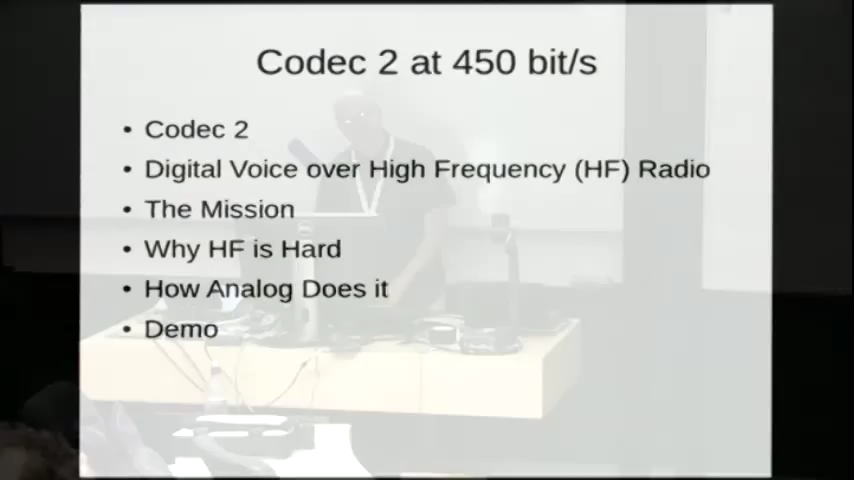 Codec 2 at 450 bit/s
• Codec 2
• Digital Voice over High Frequency (HF) Radio
• The Mission
• Why HF is Hard
• How Analog Does it
• Demo